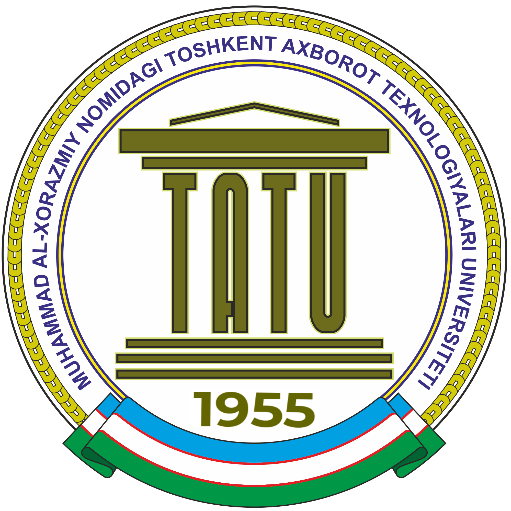 MUHAMMAD AL-XORAZMIY NOMIDAGI TOSHKENT AXBOROT TEXNOLOGIYALARI UNIVERSITETI
TATU
1955